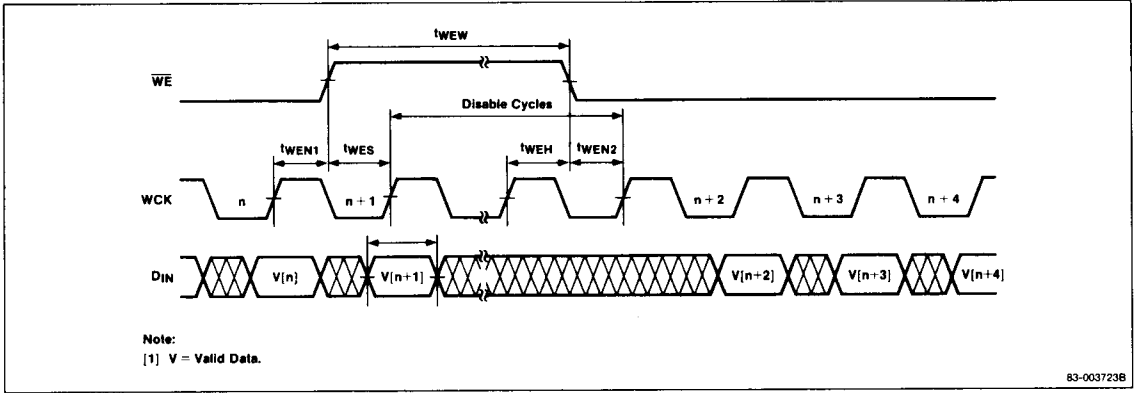 tWEW
WE
Disable Cycles
tWEN1 tWES tWEH tWEN2
WCK n n + 1 n + 2 n + 3 n + 4
DIN V[n} V[n+1] V[n+2] V[n+3] V[n+4]
Note:
[1] V = Valid Data.
83-003723B